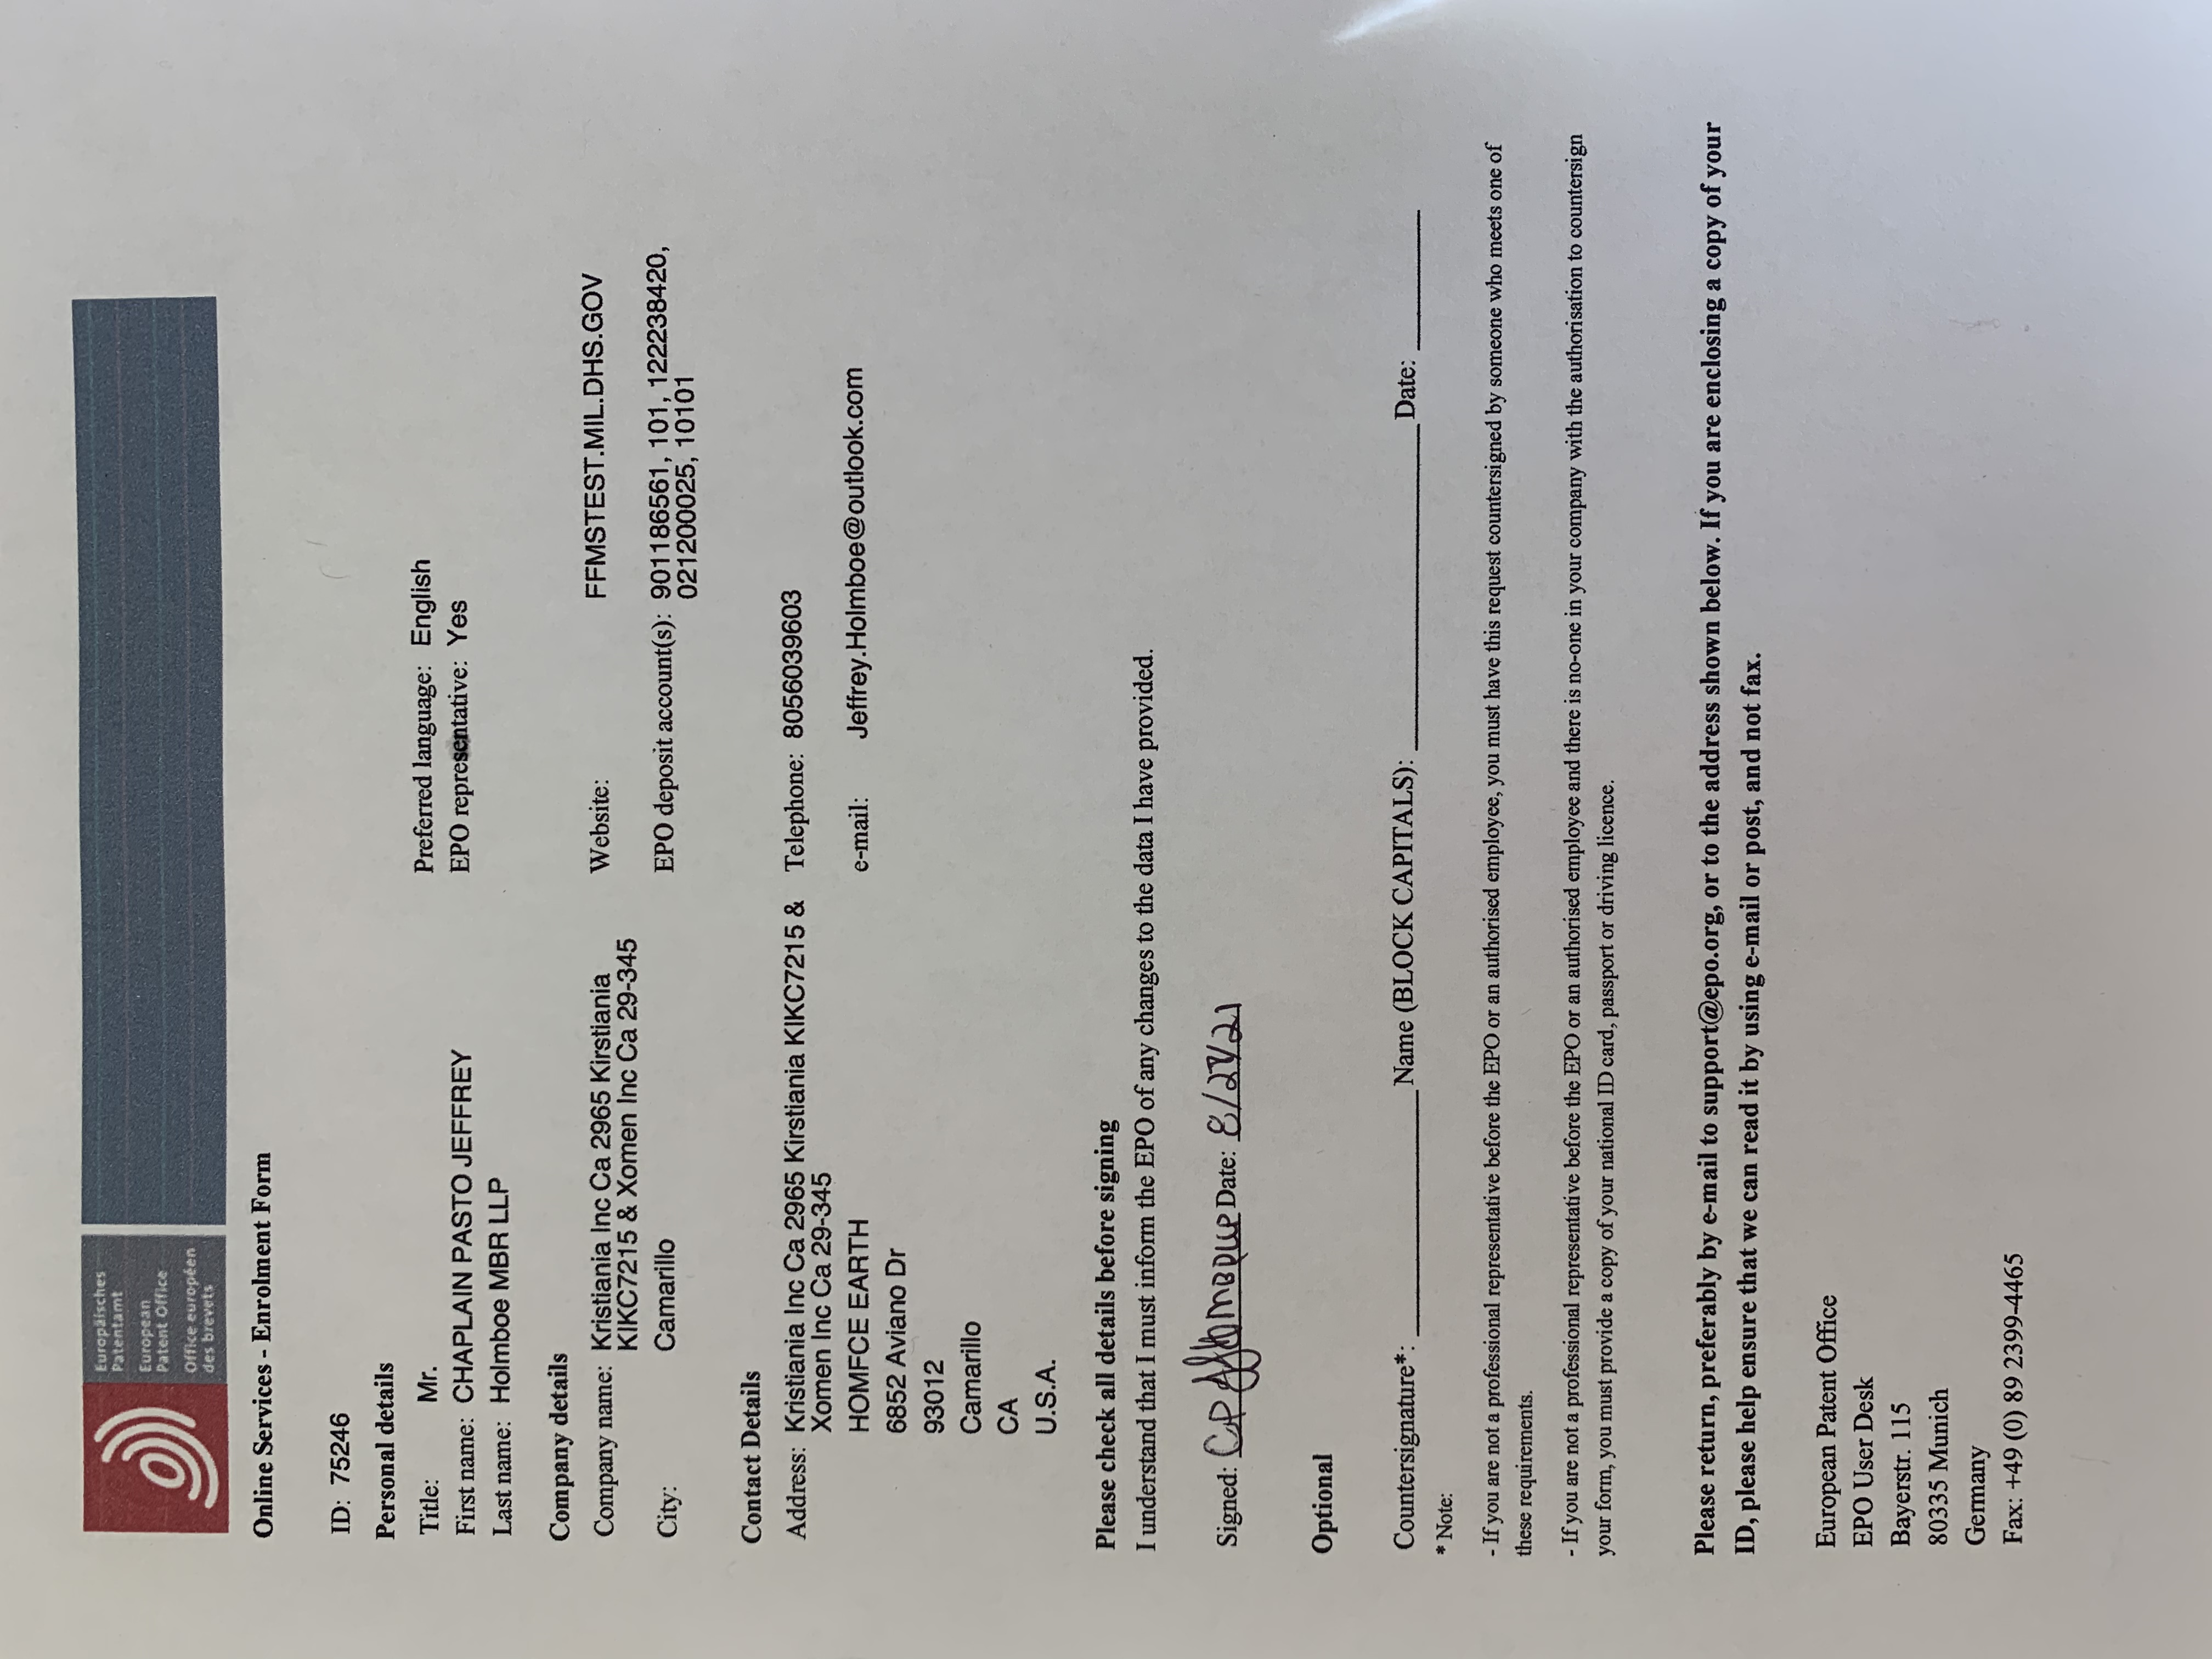 Europäisches
Patentamt
European
Patent Office
Office européen
des brevets
Online Services - Enrolment Form
ID: 75246
Personal details
Title: Mr.
Preferred language: English
First name: CHAPLAIN PASTO JEFFREY
EPO representative: Yes
Last name: Holmboe MBR LLP
Company details
Company name: Kristiania Inc Ca 2965 Kirstiania
KIKC7215 & Xomen Inc Ca 29-345
Website: FFMSTEST.MIL.DHS.GOV
City: Camarillo
EPO deposit account(s): 901186561, 101, 122238420,
021200025, 10101
Contact Details
Address: Kristiania Inc Ca 2965 Kirstiania KIKC7215 &
Xomen Inc Ca 29-345
Telephone: 8056039603
HOMFCE EARTH
e-mail: Jeffrey.Holmboe@outlook.com
6852 Aviano Dr
93012
Camarillo
CA
U.S.A.
Please check all details before signing
I understand that I must inform the EPO of any changes to the data I have provided.
Signed: Date: 8/27/21
Optional
Countersignature*: Name (BLOCK CAPITALS): Date:
* Note:
- If you are not a professional representative before the EPO or an authorised employee, you must have this request countersigned by someone who meets one of
these requirements.
- If you are not a professional representative before the EPO or an authorised employee and there is no-one in your company with the authorisation to countersign
your form, you must provide a copy of your national ID card, passport or driving licence.
Please return, preferably by e-mail to support@epo.org, or to the address shown below. If you are enclosing a copy of your
ID, please help ensure that we can read it by using e-mail or post, and not fax.
European Patent Office
EPO User Desk
Bayerstr. 115
80335 Munich
Germany
Fax: +49 (0) 89 2399-4465